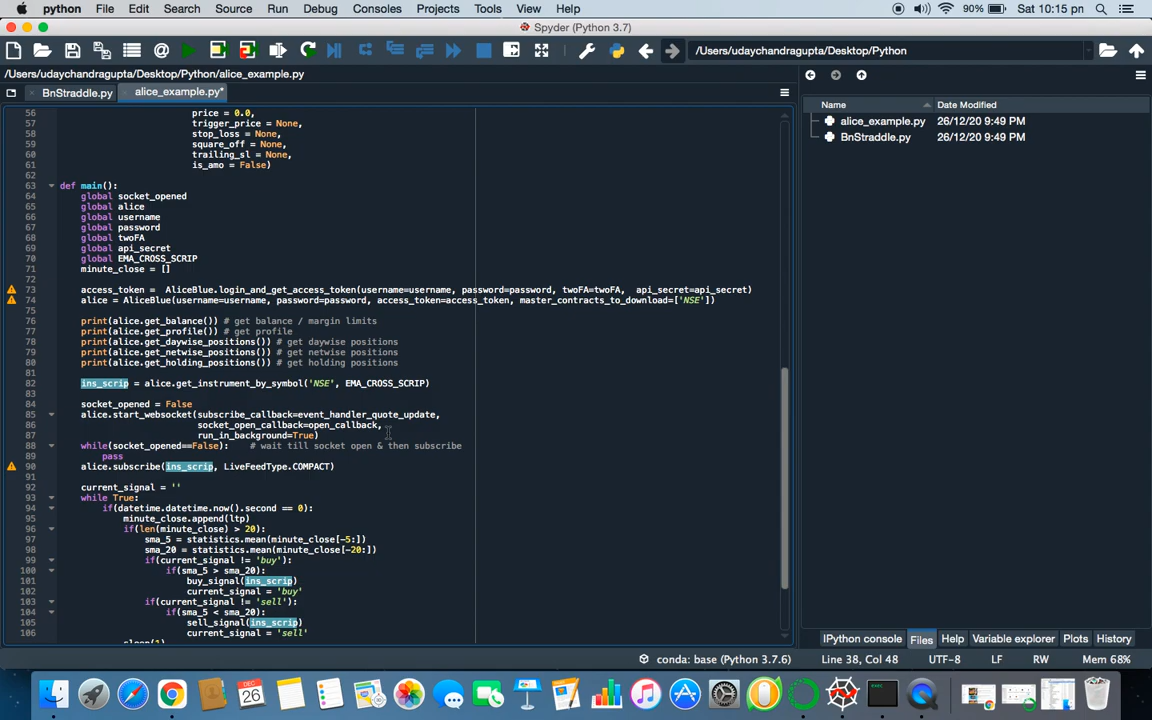 python File Edit Search Source Run Debug Consoles Projects Tools View Help 90% Sat 10:15 pn
Spyder (Python 3.7)
/Users/udaychandragupta/Desktop/Python
/Users/udaychandragupta/Desktop/Python/alice_example.py
BnStraddle.py alice_example.py*
56 price = 0.0,
57 trigger_price = None,
58 stop_loss = None,
59 square_off = None,
60 trailing_sl = None,
61 is_amo = False)
62
63 def main():
64 global socket_opened
65 global alice
66 global username
67 global password
68 global twoFA
69 global api_secret
70 global EMA_CROSS_SCRIP
71 minute_close = []
72
73 access_token = AliceBlue.login_and_get_access_token(username=username, password=password, twoFA=twoFA, api_secret=api_secret)
74 alice = AliceBlue(username=username, password=password, access_token=access_token, master_contracts_to_download=['NSE'])
75
76 print(alice.get_balance()) # get balance / margin limits
77 print(alice.get_profile()) # get profile
78 print(alice.get_daywise_positions()) # get daywise positions
79 print(alice.get_netwise_positions()) # get netwise positions
80 print(alice.get_holding_positions()) # get holding positions
81
82 ins_scrip = alice.get_instrument_by_symbol('NSE', EMA_CROSS_SCRIP)
83
84 socket_opened = False
85 alice.start_websocket(subscribe_callback=event_handler_quote_update,
86 socket_open_callback=open_callback,
87 run_in_background=True)
88 while(socket_opened==False): # wait till socket open & then subscribe
89 pass
90 alice.subscribe(ins_scrip, LiveFeedType.COMPACT)
91
92 current_signal = ''
93 while True:
94 if(datetime.datetime.now().second == 0):
95 minute_close.append(ltp)
96 if(len(minute_close) > 20):
97 sma_5 = statistics.mean(minute_close[-5:])
98 sma_20 = statistics.mean(minute_close[-20:])
99 if(current_signal != 'buy'):
100 if(sma_5 > sma_20):
101 buy_signal(ins_scrip)
102 current_signal = 'buy'
103 if(current_signal != 'sell'):
104 if(sma_5 < sma_20):
105 sell_signal(ins_scrip)
106 current_signal = 'sell'
Name Date Modified
alice_example.py 26/12/20 9:49 PM
BnStraddle.py 26/12/20 9:49 PM
IPython console Files Help Variable explorer Plots History
conda: base (Python 3.7.6) Line 38, Col 48 UTF-8 LF RW Mem 68%
DEC
26